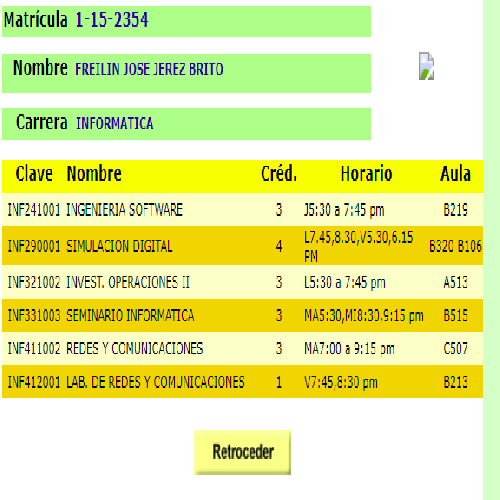 Matrícula 1-15-2354
Nombre FREILIN JOSE JEREZ BRITO
Carrera INFORMATICA
Clave Nombre Créd. Horario Aula
INF241001 INGENIERIA SOFTWARE 3 J5:30 a 7:45 pm B219
INF290001 SIMULACION DIGITAL 4 L7.45,8.30,V5.30,6.15 PM B320 B106
INF321002 INVEST. OPERACIONES II 3 L5:30 a 7:45 pm A513
INF331003 SEMINARIO INFORMATICA 3 MA5:30,MI8:30,9:15 pm B515
INF411002 REDES Y COMUNICACIONES 3 MA7:00 a 9:15 pm C507
INF412001 LAB. DE REDES Y COMUNICACIONES 1 V7:45,8:30 pm B213
Retroceder